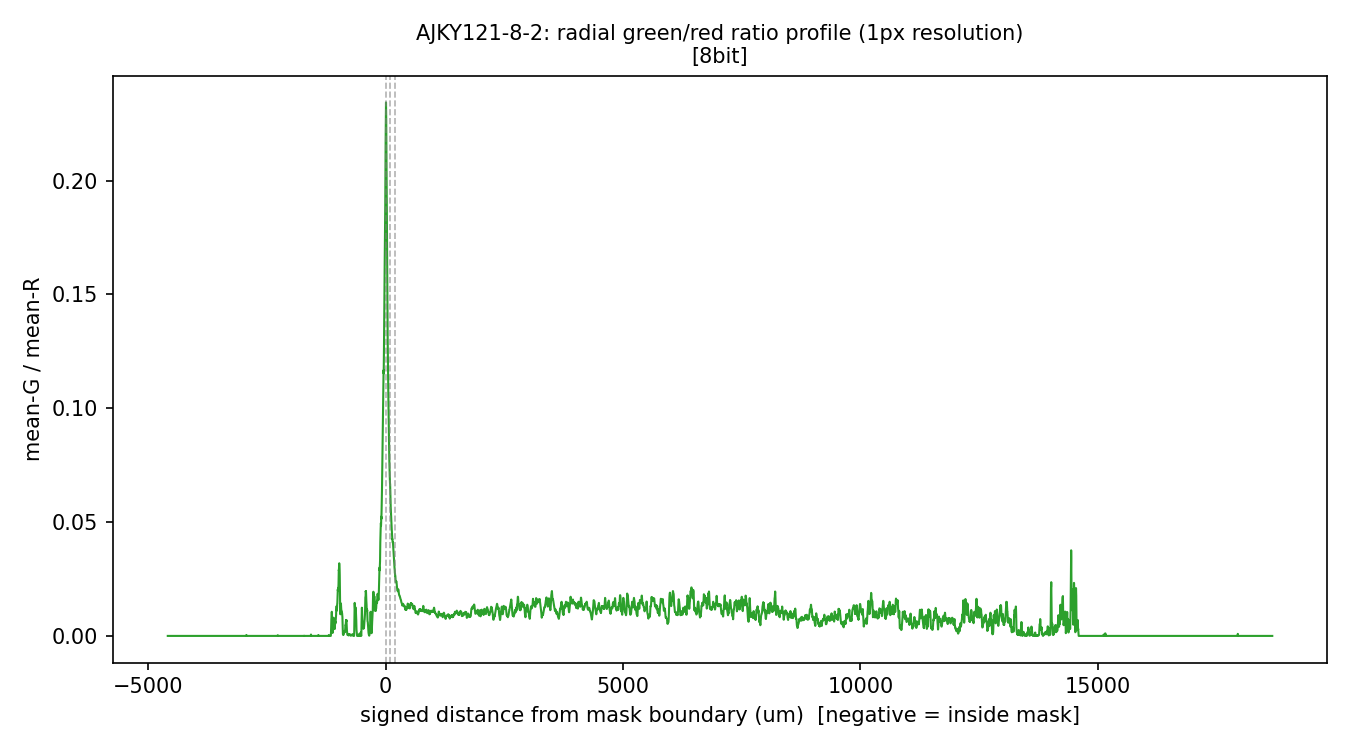 AJKY121-8-2: radial green/red ratio profile (1px resolution)
[8bit]
mean-G / mean-R
0.20
0.15
0.10
0.05
0.00
−5000 0 5000 10000 15000
signed distance from mask boundary (um)  [negative = inside mask]